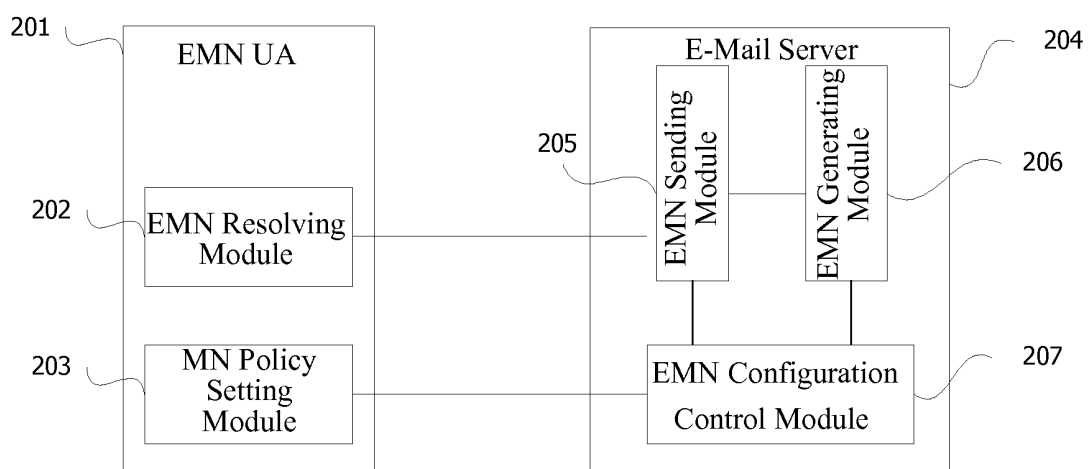 201
EMN UA
202
EMN Resolving
Module
203
MN Policy
Setting
Module
E-Mail Server
204
205
EMN Sending
Module
EMN Generating
Module
206
EMN Configuration
Control Module
207